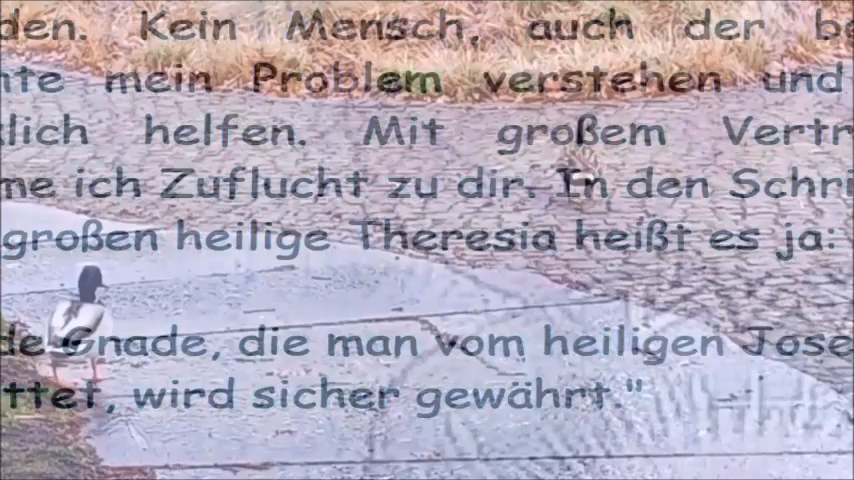 den. Kein Mensch, auch der be
nte mein Problem verstehen und
lich helfen. Mit großem Vertr
me ich Zuflucht zu dir. In den Schri
großen heilige Theresia heißt es ja:
de Gnade, die man vom heiligen Jose
ttet, wird sicher gewährt."